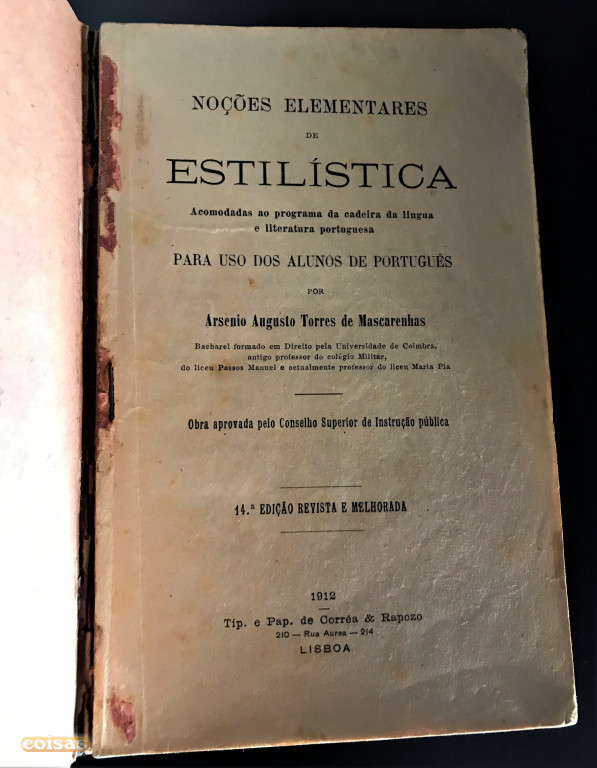 NOÇÕES ELEMENTARES
DE
ESTILÍSTICA
Acomodadas ao programa da cadeira da lingua
e literatura portuguesa
PARA USO DOS ALUNOS DE PORTUGUÊS
POR
Arsenio Augusto Torres de Mascarenhas
Bacharel formado em Direito pela Universidade de Coimbra,
antigo professor do colégio Militar,
do liceu Passos Manuel e actualmente professor do liceu Maria Pia
Obra aprovada pelo Conselho Superior de Instrução pública
14.ª EDIÇÃO REVISTA E MELHORADA
1912
Tip. e Pap. de Corrêa & Rapozo
210 — Rua Aurea — 214
LISBOA
coisas